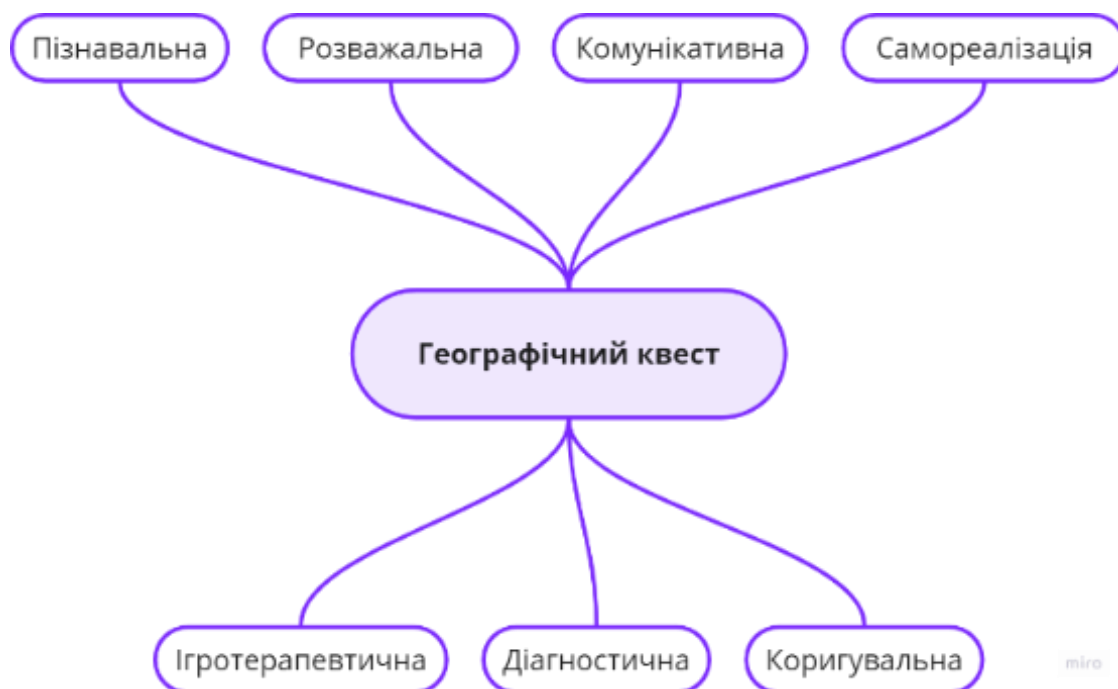 Пізнавальна
Розважальна
Комунікативна
Самореалізація
Географічний квест
Ігротерапевтична
Діагностична
Коригувальна
miro